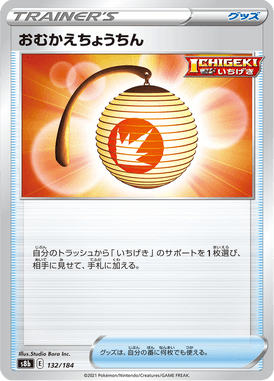 TRAINER'S
グッズ
おむかえちょうちん
ICHIGEKI
いちげき
自分のトラッシュから「いちげき」のサポートを1枚選び、
相手に見せて、手札に加える。
Illus.Studio Bora Inc.
s8b E 132/184
©2021 Pokémon/Nintendo/Creatures/GAME FREAK.
グッズは、自分の番に何枚でも使える。